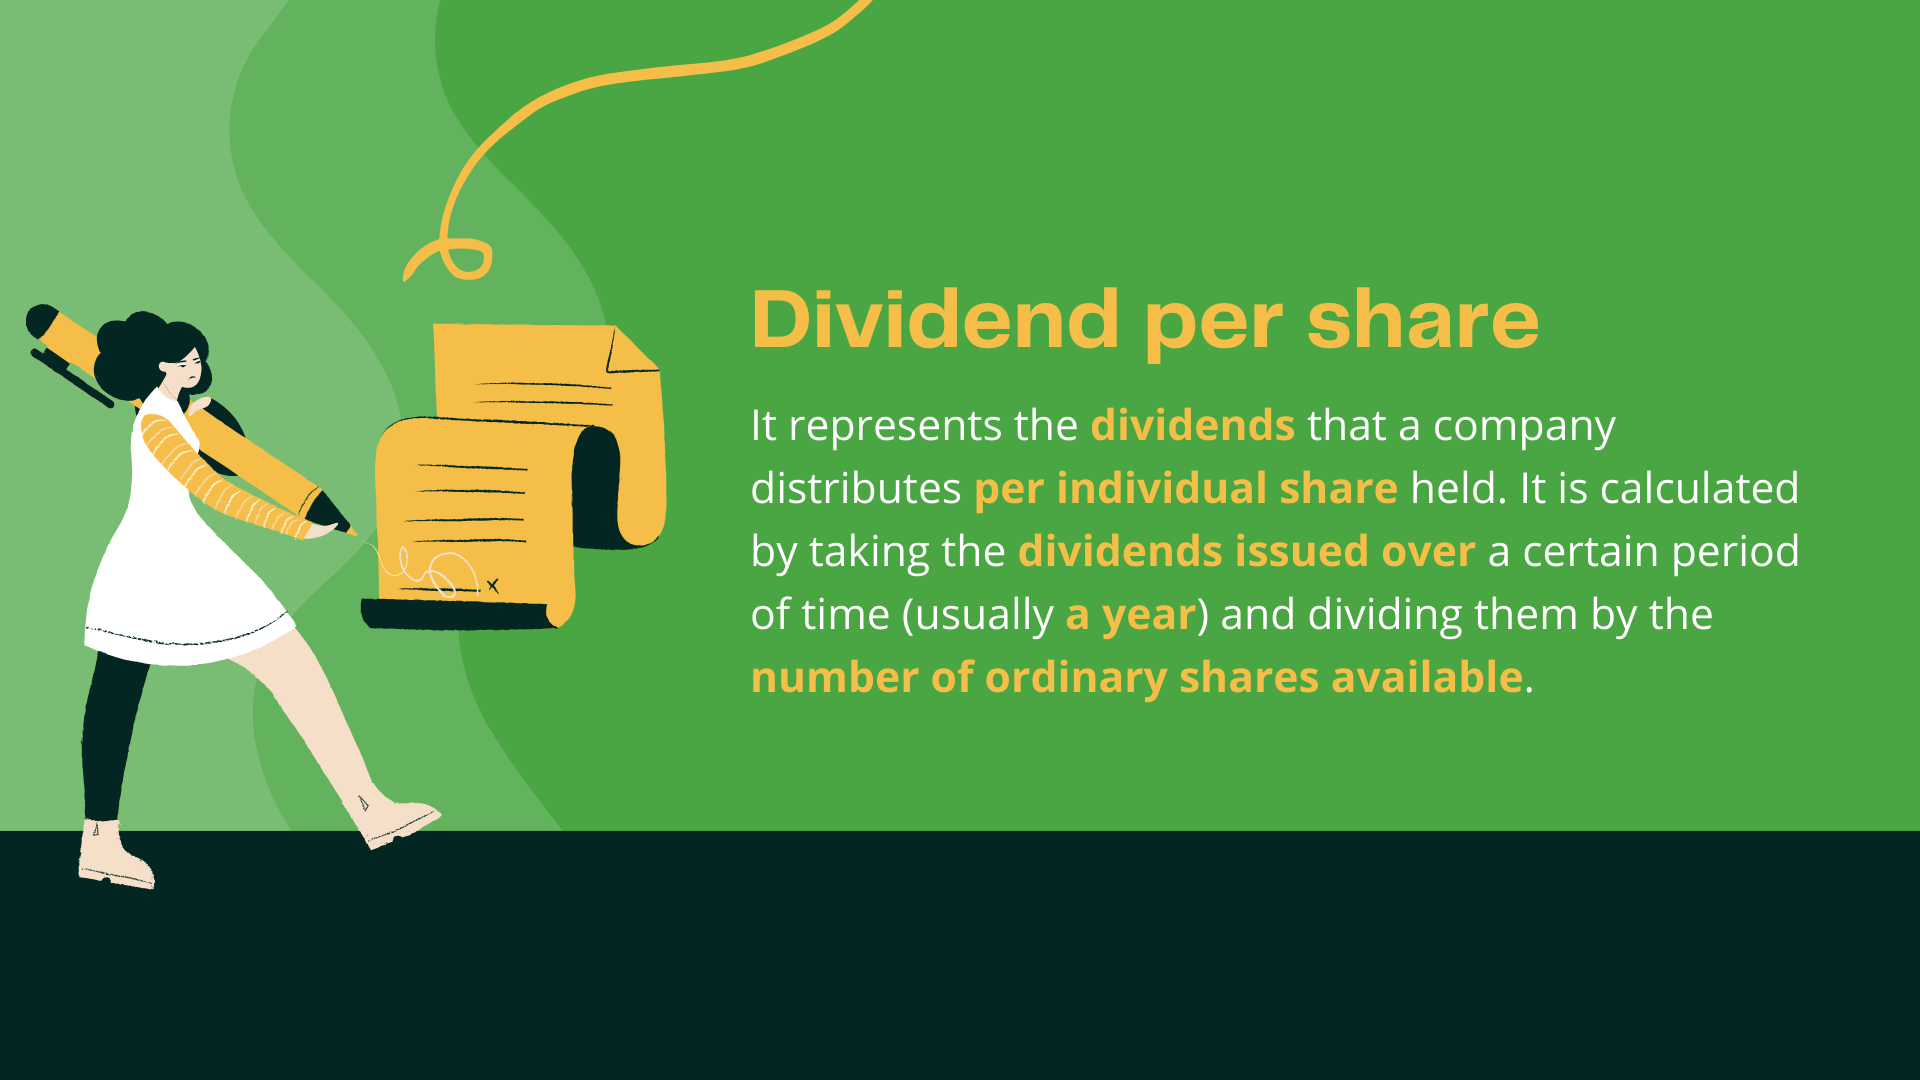 Dividend per share
It represents the dividends that a company
distributes per individual share held. It is calculated
by taking the dividends issued over a certain period
of time (usually a year) and dividing them by the
number of ordinary shares available.